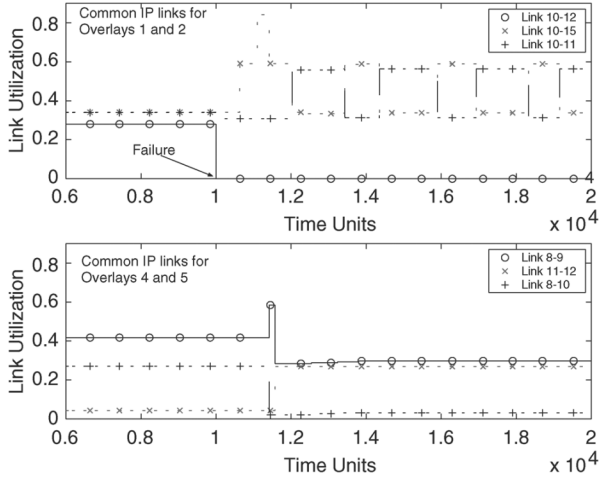 Common IP links for
Overlays 1 and 2
Link 10-12
Link 10-15
Link 10-11
Failure
Link Utilization
0.8
0.6
0.4
0.2
0
0.6
0.8
1
1.2
1.4
1.6
1.8
2
4
Time Units
x 10
Common IP links for
Overlays 4 and 5
Link 8-9
Link 11-12
Link 8-10
Link Utilization
0.8
0.6
0.4
0.2
0
0.6
0.8
1
1.2
1.4
1.6
1.8
2
Time Units
x 10⁴